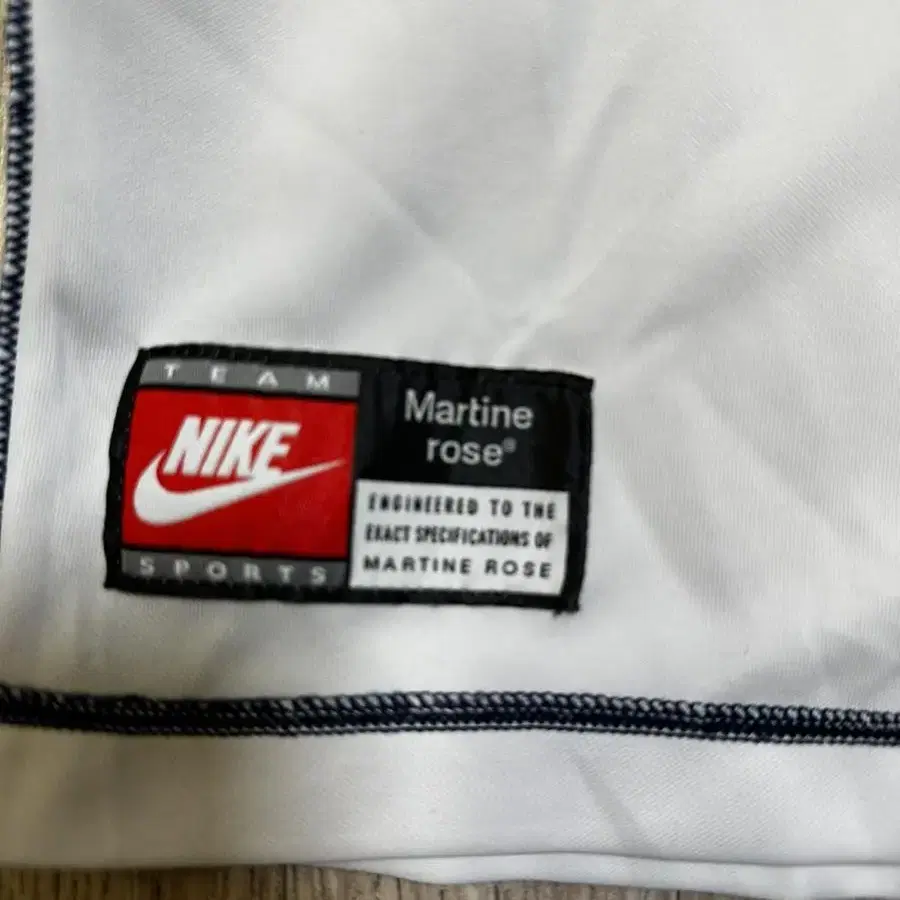 TEAM
NIKE
SPORTS
Martine
rose®
ENGINEERED TO THE
EXACT SPECIFICATIONS OF
MARTINE ROSE